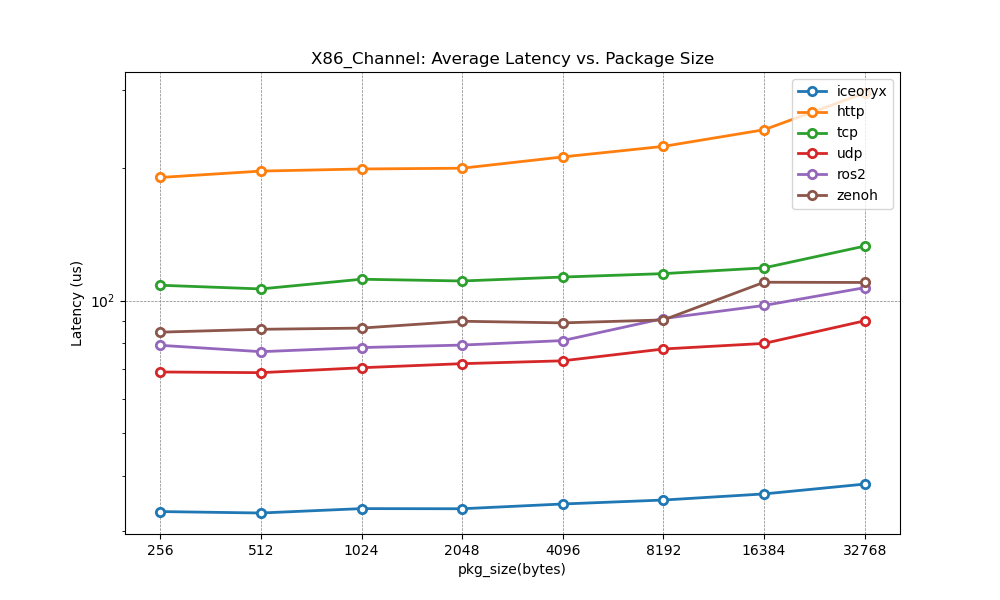 X86_Channel: Average Latency vs. Package Size
iceoryx
http
tcp
udp
ros2
zenoh
Latency (us)
10²
256 512 1024 2048 4096 8192 16384 32768
pkg_size(bytes)